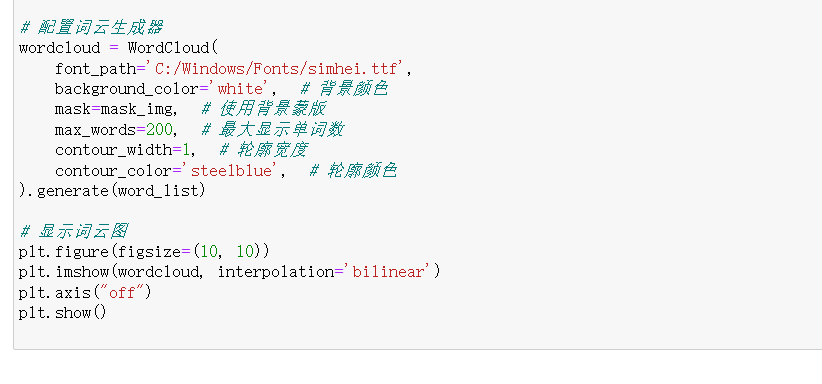 # 配置词云生成器
wordcloud = WordCloud(
    font_path='C:/Windows/Fonts/simhei.ttf',
    background_color='white',  # 背景颜色
    mask=mask_img,  # 使用背景蒙版
    max_words=200,  # 最大显示单词数
    contour_width=1,  # 轮廓宽度
    contour_color='steelblue',  # 轮廓颜色
).generate(word_list)
# 显示词云图
plt.figure(figsize=(10, 10))
plt.imshow(wordcloud, interpolation='bilinear')
plt.axis("off")
plt.show()